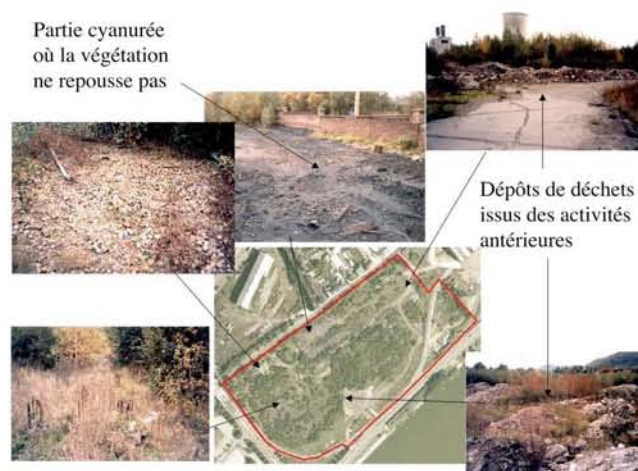 Partie cyanurée
où la végétation
ne repousse pas
Dépôts de déchets
issus des activités
antérieures